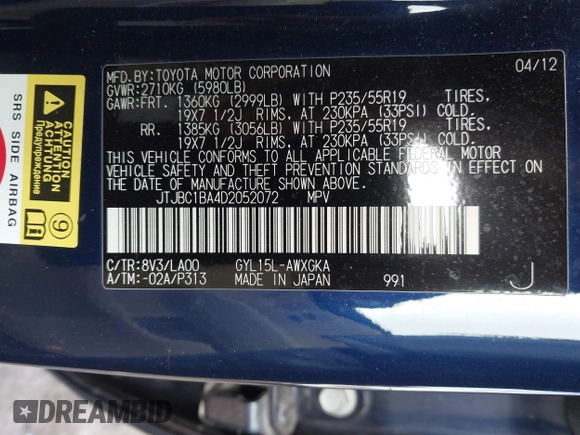 MFD.BY:TOYOTA MOTOR CORPORATION 04/12
GVWR:2710KG (5980LB)
GAWR:FRT. 1360KG (2999LB) WITH P235/55R19 TIRES.
19X7 1/2J RIMS, AT 230KPA (33PSI) COLD.
RR. 1385KG (3056LB) WITH P235/55R19 TIRES.
19X7 1/2J RIMS, AT 230KPA (33PSI) COLD.
THIS VEHICLE CONFORMS TO ALL APPLICABLE FEDERAL MOTOR
VEHICLE SAFETY AND THEFT PREVENTION STANDARDS IN EFFECT ON
THE DATE OF MANUFACTURE SHOWN ABOVE.
JTJBC1BA4D2052072 MPV
C/TR:8V3/LA00 GYL15L-AWXGKA
A/TM:-02A/P313 MADE IN JAPAN 991 J
SRS SIDE AIRBAG
CAUTION
ATTENTION
ACHTUNG
Предупреждение
9
DREAMBID